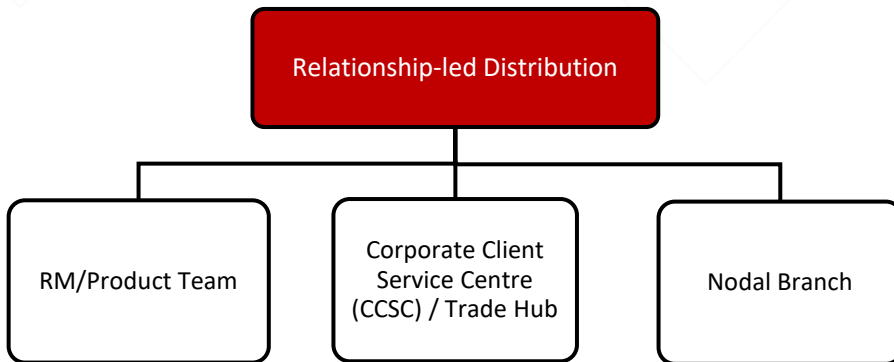 Relationship-led Distribution
RM/Product Team
Corporate Client
Service Centre
(CCSC) / Trade Hub
Nodal Branch